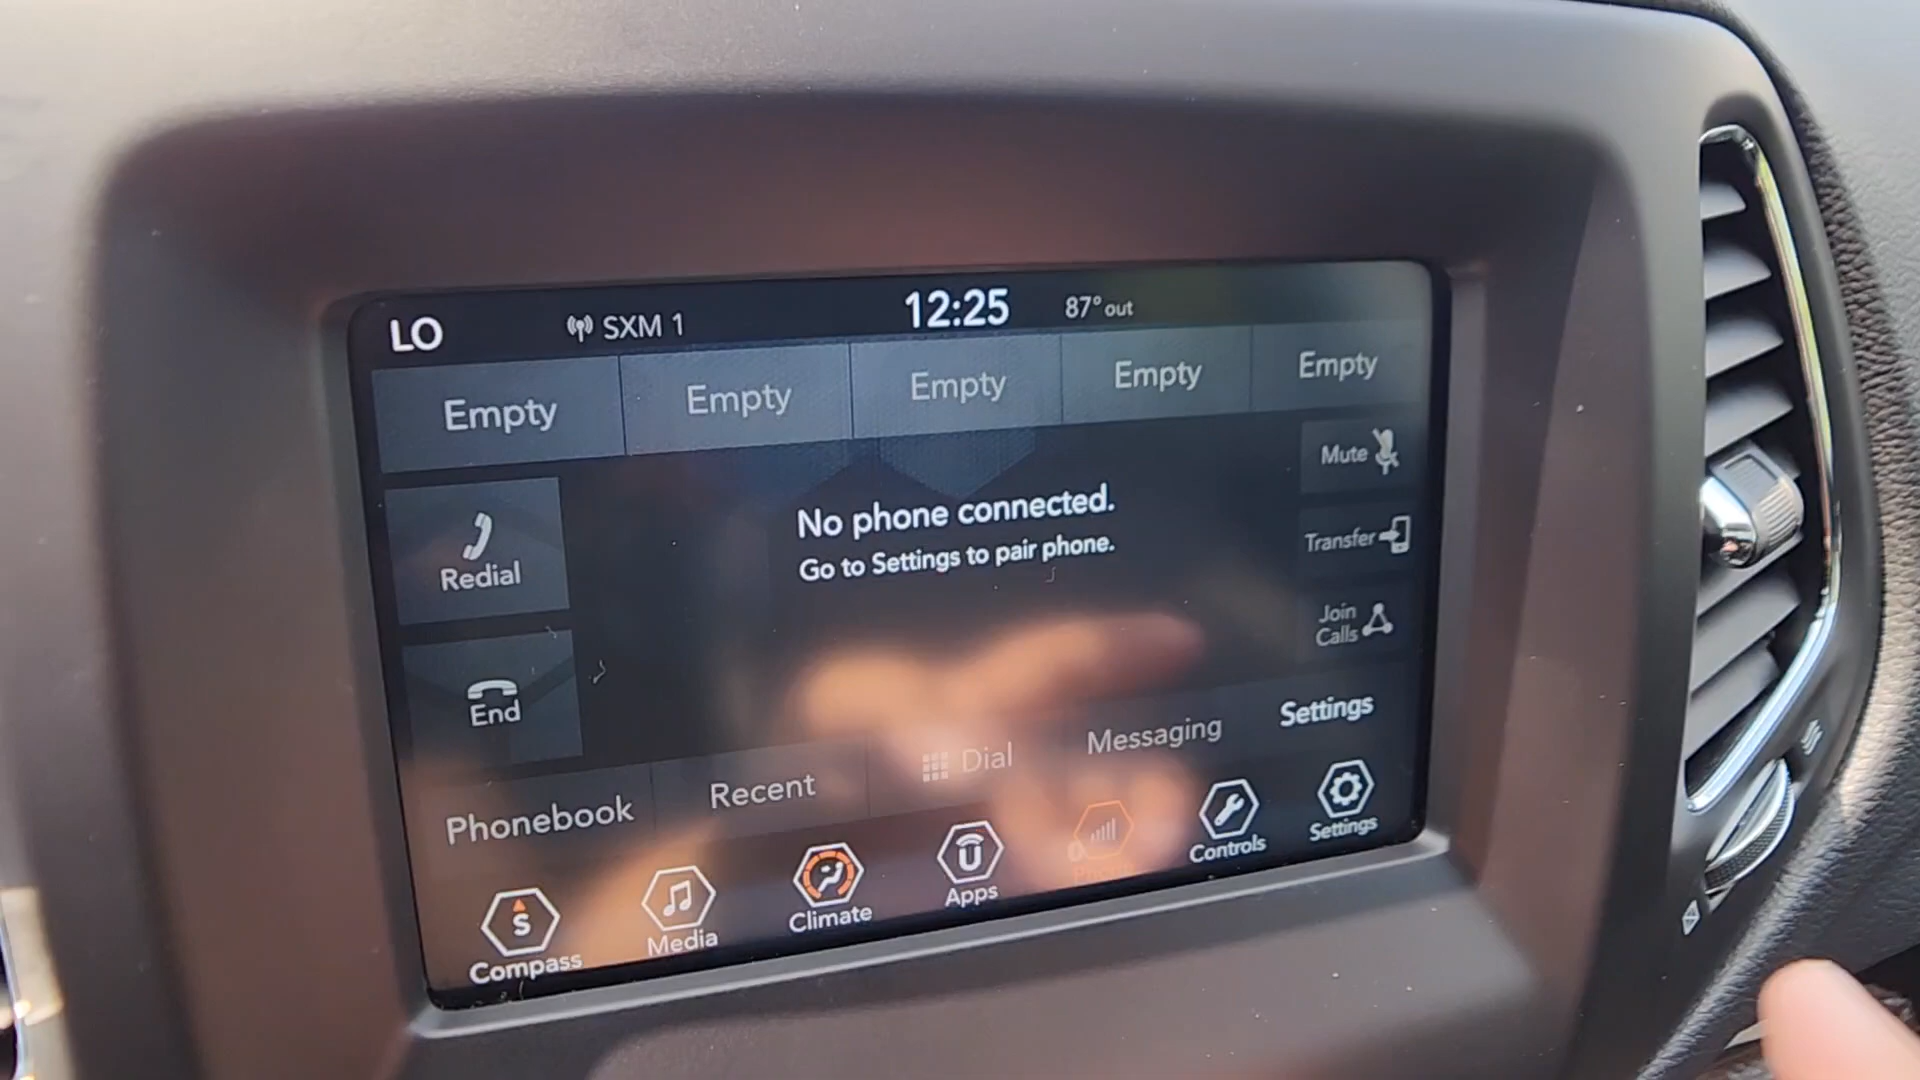 LO
SXM 1
12:25
87° out
Empty
Empty
Empty
Empty
Empty
Redial
End
No phone connected.
Go to Settings to pair phone.
Mute
Transfer
Join
Calls
Phonebook
Recent
Dial
Messaging
Settings
S
Compass
Media
Climate
U
Apps
Phone
Controls
Settings